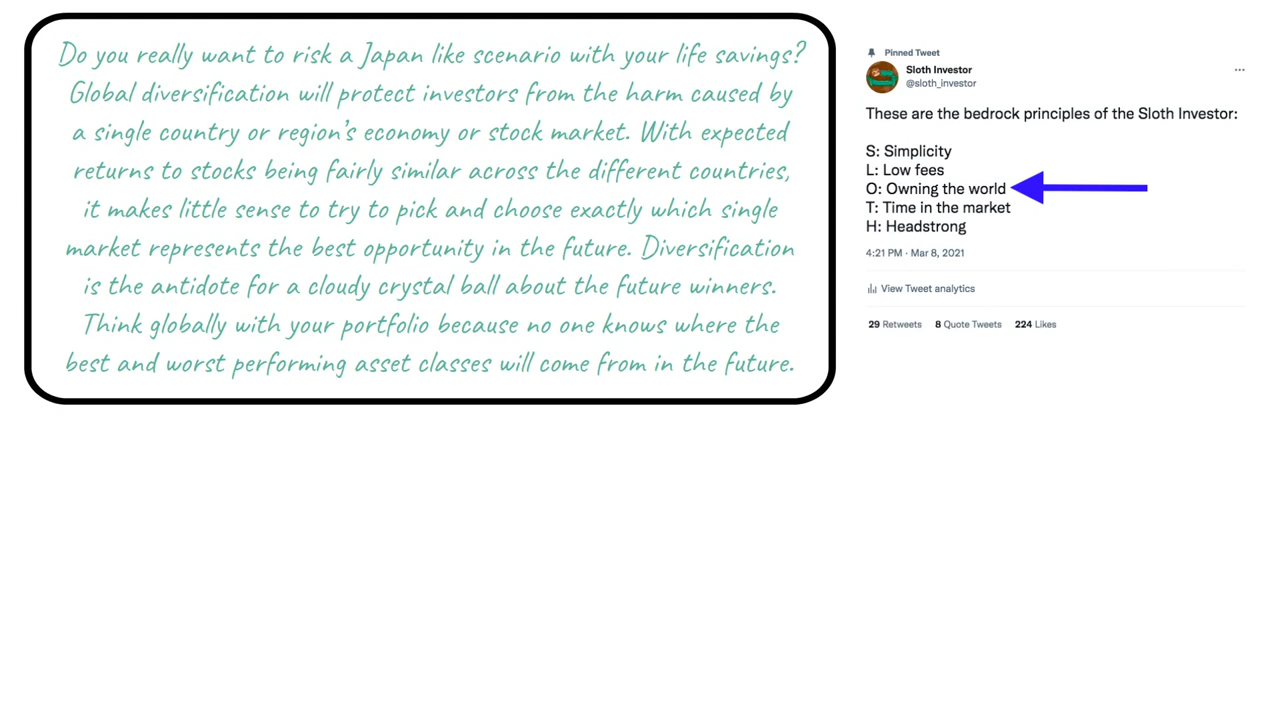 Do you really want to risk a Japan like scenario with your life savings?
Global diversification will protect investors from the harm caused by
a single country or region's economy or stock market. With expected
returns to stocks being fairly similar across the different countries,
it makes little sense to try to pick and choose exactly which single
market represents the best opportunity in the future. Diversification
is the antidote for a cloudy crystal ball about the future winners.
Think globally with your portfolio because no one knows where the
best and worst performing asset classes will come from in the future.
Pinned Tweet
Sloth Investor
@sloth_investor
These are the bedrock principles of the Sloth Investor:
S: Simplicity
L: Low fees
O: Owning the world
T: Time in the market
H: Headstrong
4:21 PM · Mar 8, 2021
View Tweet analytics
29 Retweets 8 Quote Tweets 224 Likes